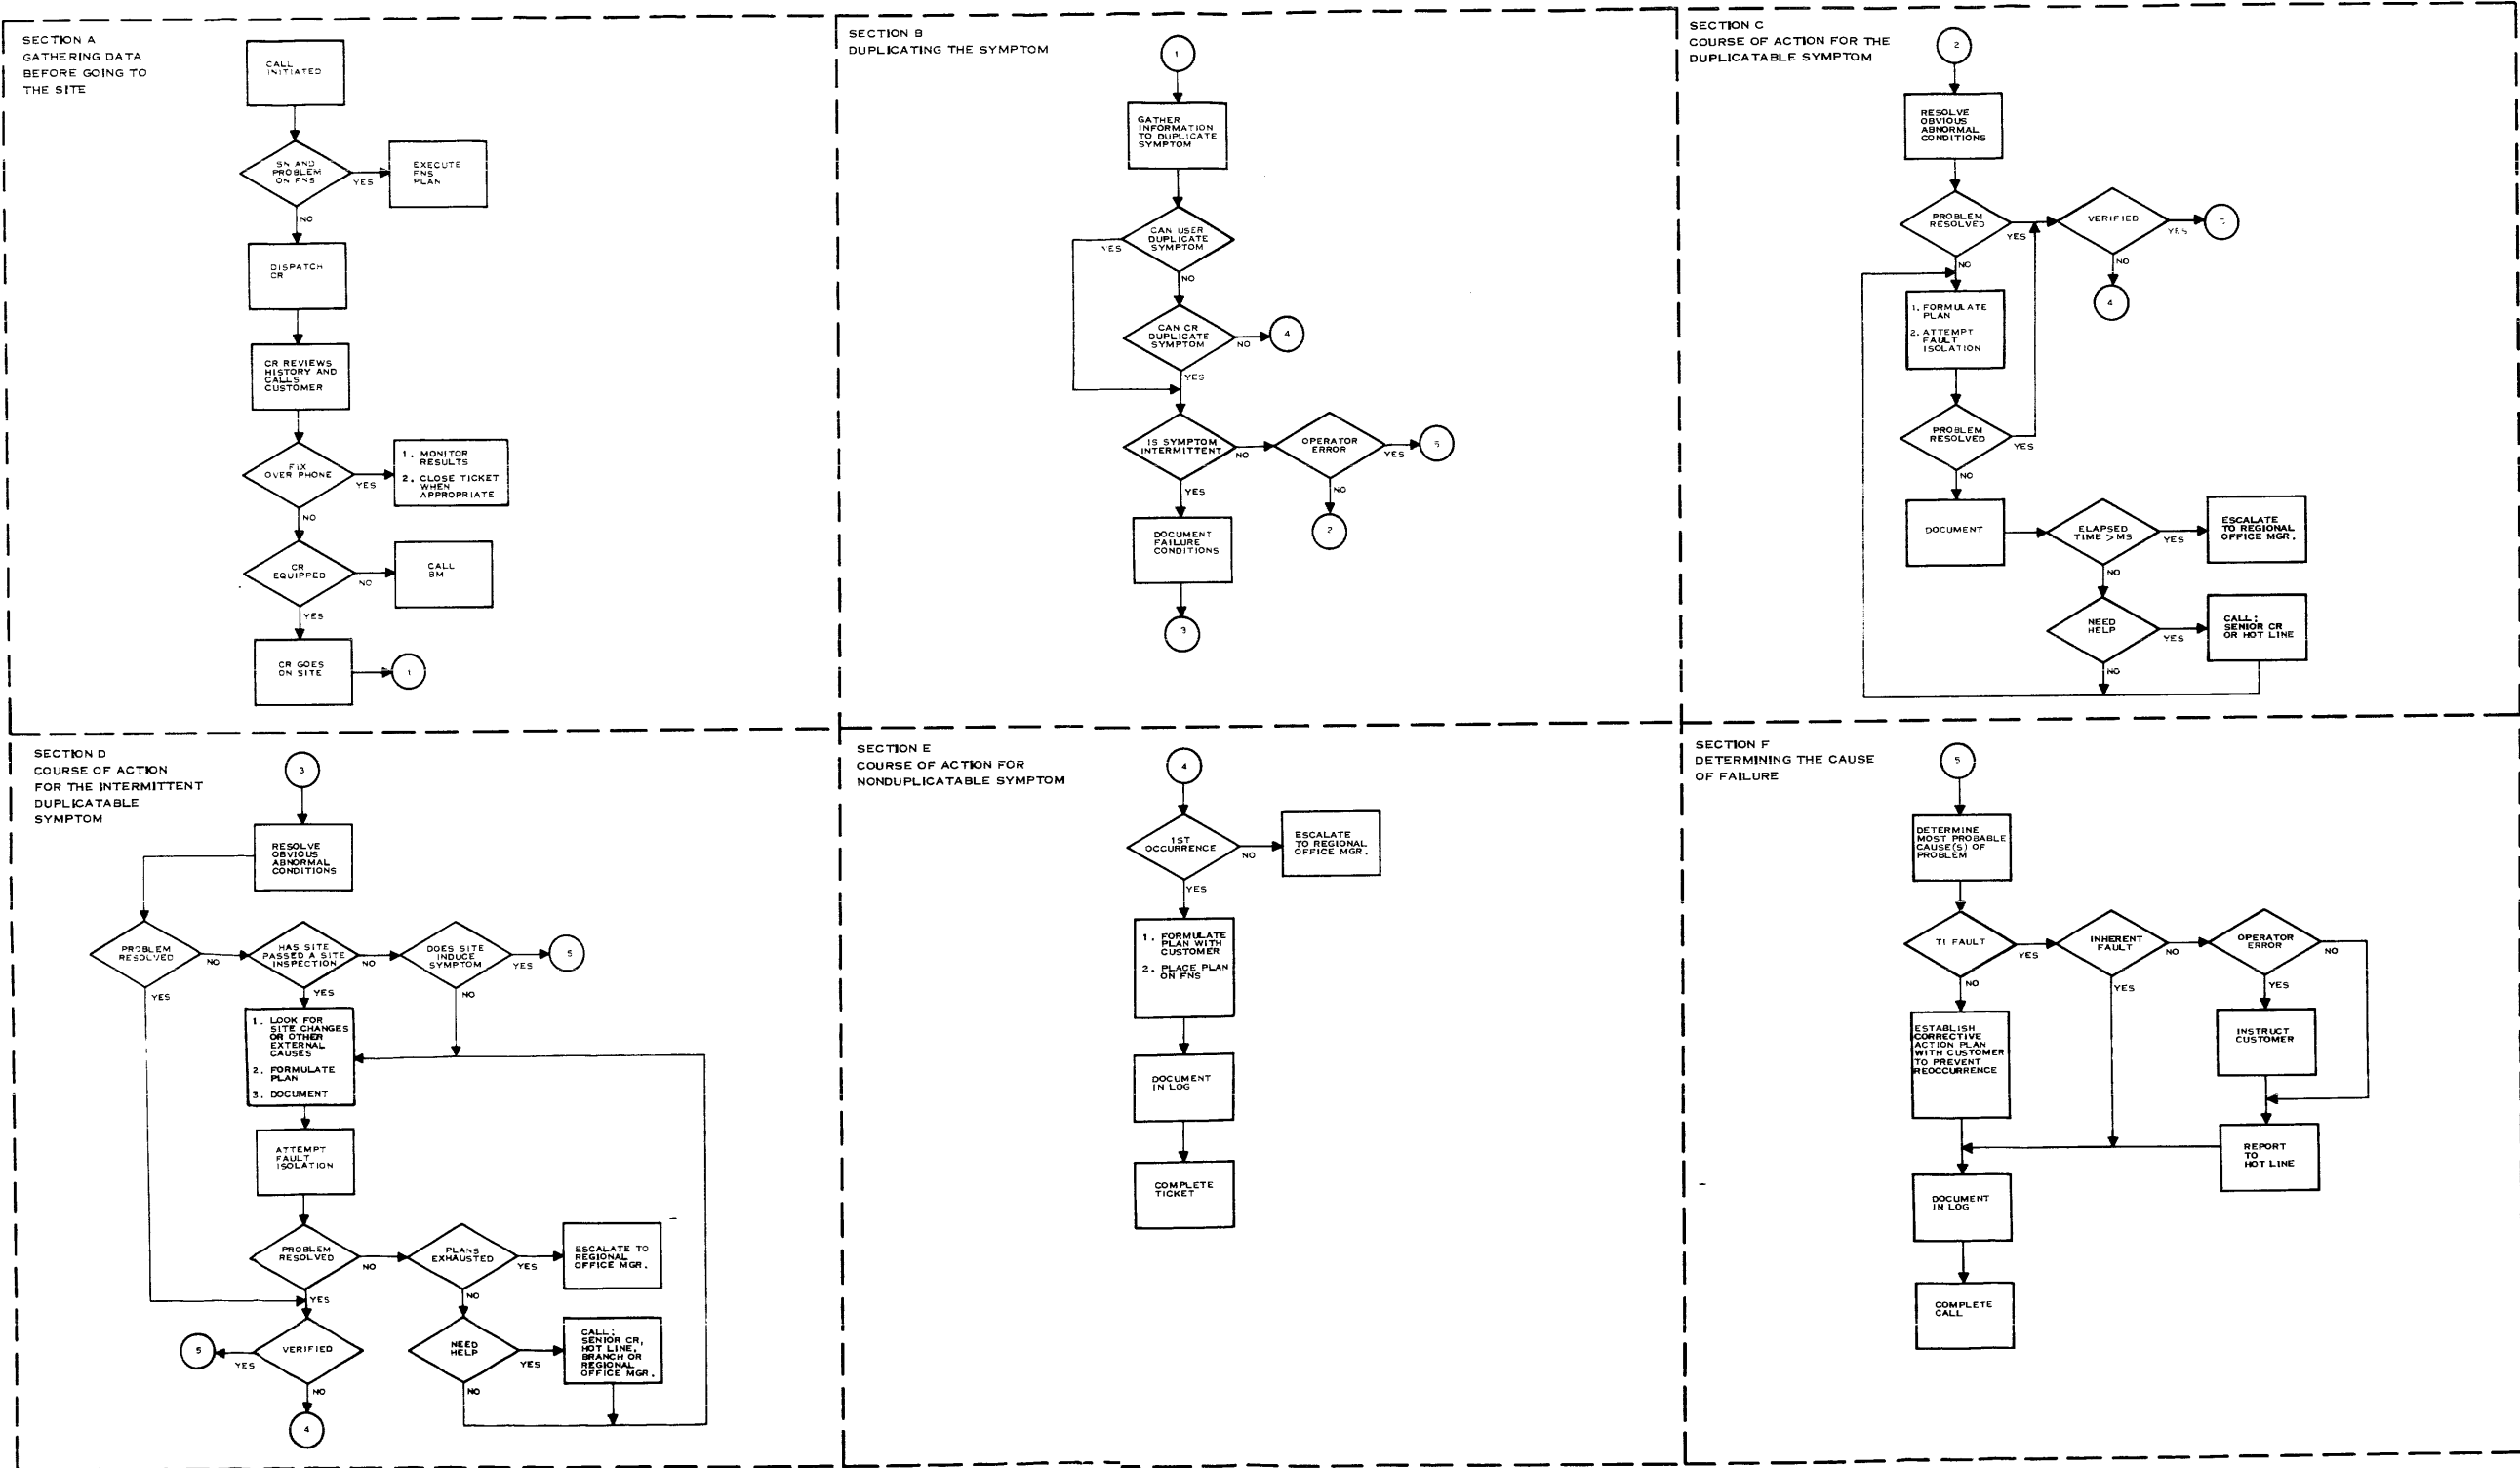 SECTION A
GATHERING DATA
BEFORE GOING TO
THE SITE
CALL
INITIATED
SN AND
PROBLEM
ON FNS
YES
EXECUTE
FNS
PLAN
NO
DISPATCH
CR
CR REVIEWS
HISTORY AND
CALLS
CUSTOMER
FIX
OVER PHONE
YES
1. MONITOR
RESULTS
2. CLOSE TICKET
WHEN
APPROPRIATE
NO
CR
EQUIPPED
NO
CALL
BM
YES
CR GOES
ON SITE
1
SECTION B
DUPLICATING THE SYMPTOM
1
GATHER
INFORMATION
TO DUPLICATE
SYMPTOM
CAN USER
DUPLICATE
SYMPTOM
YES
NO
CAN CR
DUPLICATE
SYMPTOM
NO
4
YES
IS SYMPTOM
INTERMITTENT
NO
OPERATOR
ERROR
YES
5
YES
NO
DOCUMENT
FAILURE
CONDITIONS
2
3
SECTION C
COURSE OF ACTION FOR THE
DUPLICATABLE SYMPTOM
2
RESOLVE
OBVIOUS
ABNORMAL
CONDITIONS
PROBLEM
RESOLVED
YES
VERIFIED
YES
NO
NO
4
1. FORMULATE
PLAN
2. ATTEMPT
FAULT
ISOLATION
PROBLEM
RESOLVED
YES
NO
DOCUMENT
ELAPSED
TIME > MS
YES
ESCALATE
TO REGIONAL
OFFICE MGR.
NO
NEED
HELP
YES
CALL:
SENIOR CR
OR HOT LINE
NO
SECTION D
COURSE OF ACTION
FOR THE INTERMITTENT
DUPLICATABLE
SYMPTOM
3
RESOLVE
OBVIOUS
ABNORMAL
CONDITIONS
PROBLEM
RESOLVED
NO
HAS SITE
PASSED A SITE
INSPECTION
NO
DOES SITE
INDUCE
SYMPTOM
YES
5
YES
YES
NO
1. LOOK FOR
SITE CHANGES
OR OTHER
EXTERNAL
CAUSES
2. FORMULATE
PLAN
3. DOCUMENT
ATTEMPT
FAULT
ISOLATION
PROBLEM
RESOLVED
NO
PLANS
EXHAUSTED
YES
ESCALATE TO
REGIONAL
OFFICE MGR.
YES
NO
VERIFIED
YES
5
NEED
HELP
YES
CALL:
SENIOR CR,
HOT LINE,
BRANCH OR
REGIONAL
OFFICE MGR.
NO
NO
4
SECTION E
COURSE OF ACTION FOR
NONDUPLICATABLE SYMPTOM
4
1ST
OCCURRENCE
NO
ESCALATE
TO REGIONAL
OFFICE MGR.
YES
1. FORMULATE
PLAN WITH
CUSTOMER
2. PLACE PLAN
ON FNS
DOCUMENT
IN LOG
COMPLETE
TICKET
SECTION F
DETERMINING THE CAUSE
OF FAILURE
5
DETERMINE
MOST PROBABLE
CAUSE(S) OF
PROBLEM
TI FAULT
YES
INHERENT
FAULT
NO
OPERATOR
ERROR
NO
NO
YES
YES
ESTABLISH
CORRECTIVE
ACTION PLAN
WITH CUSTOMER
TO PREVENT
REOCCURRENCE
INSTRUCT
CUSTOMER
REPORT
TO
HOT LINE
DOCUMENT
IN LOG
COMPLETE
CALL